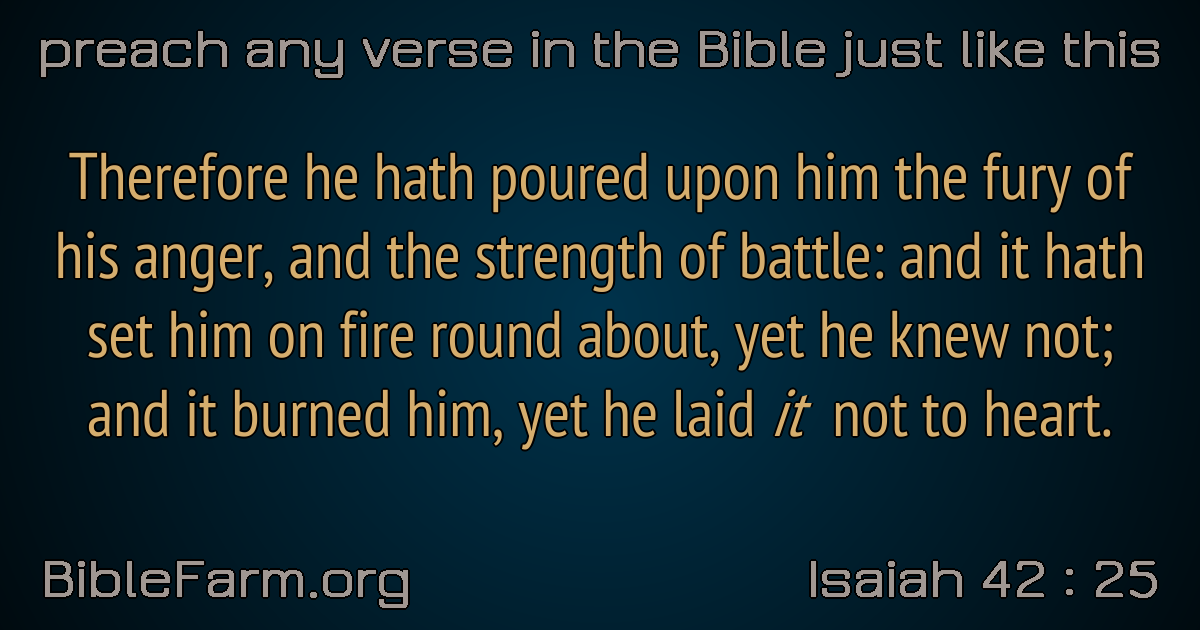 preach any verse in the Bible just like this
Therefore he hath poured upon him the fury of
his anger, and the strength of battle: and it hath
set him on fire round about, yet he knew not;
and it burned him, yet he laid it not to heart.
BibleFarm.org
Isaiah 42 : 25